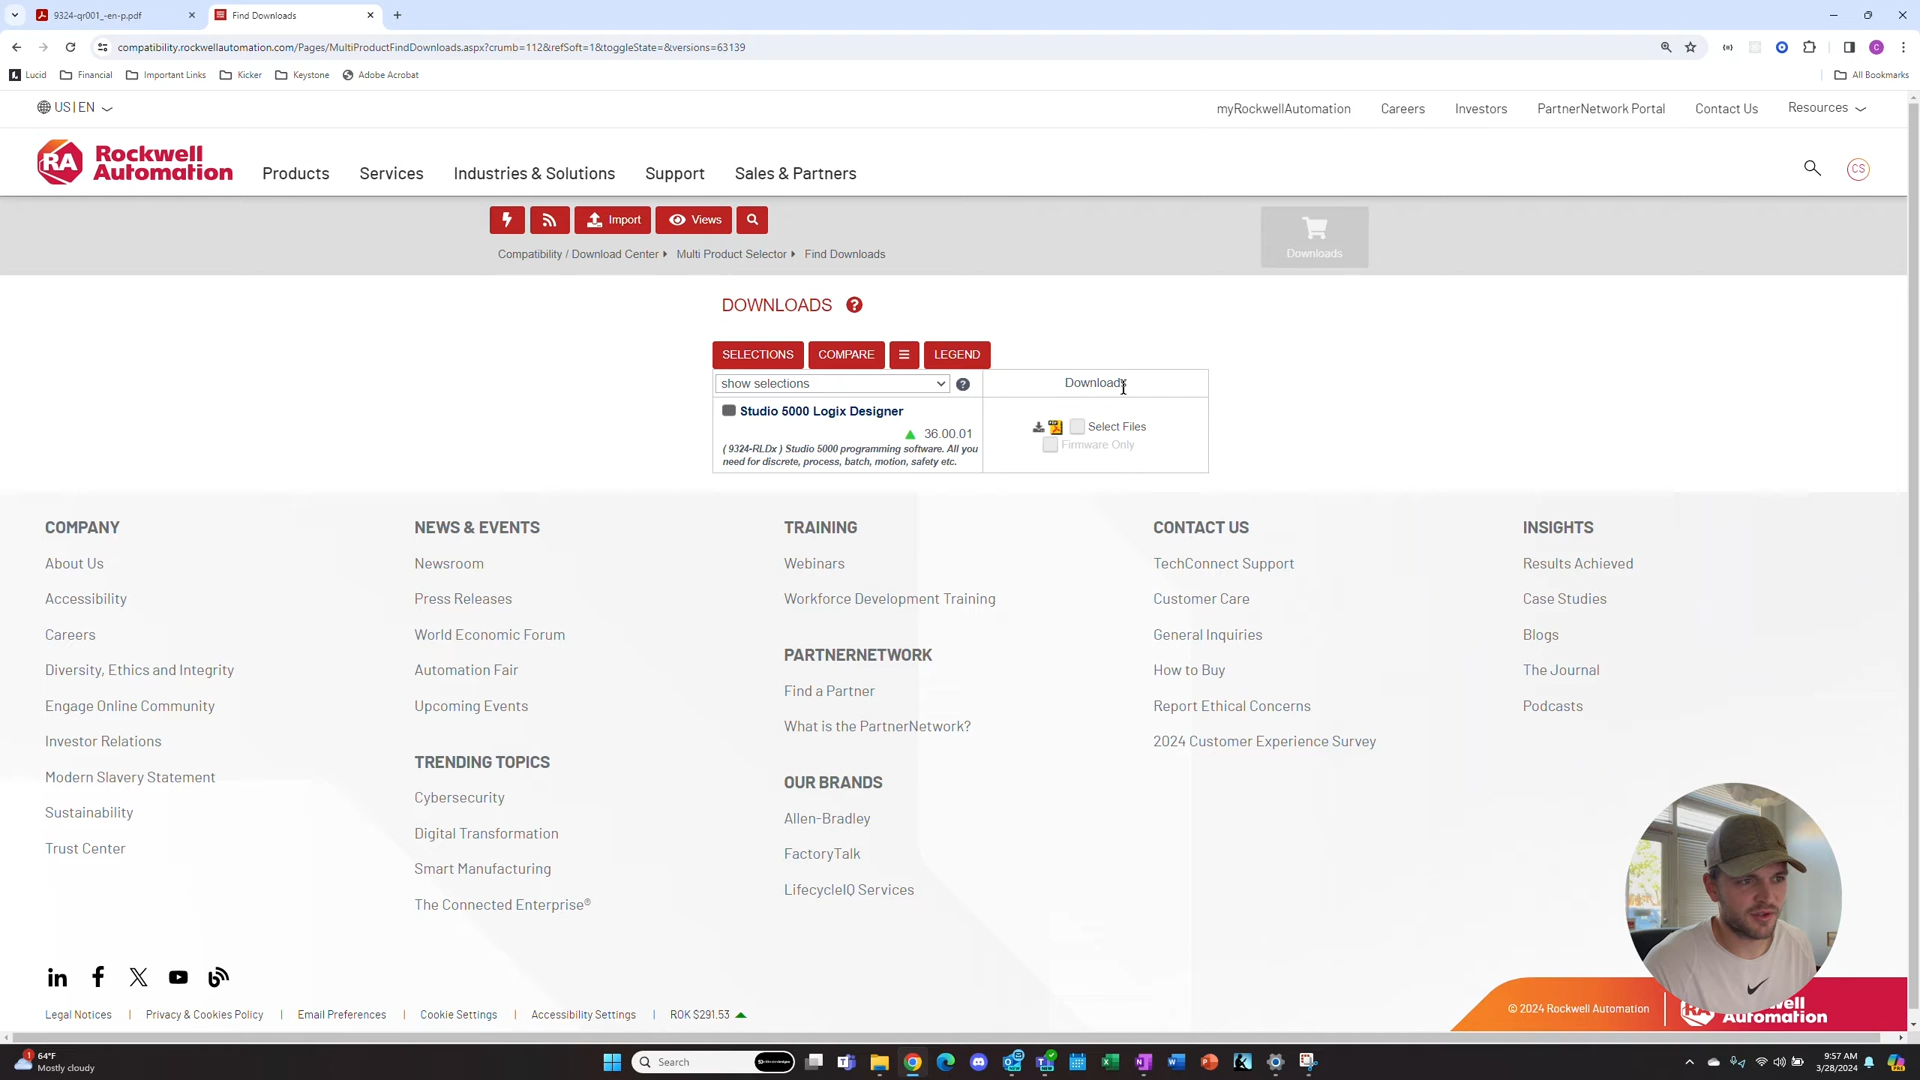 9324-qr001_-en-p.pdf
Find Downloads
compatibility.rockwellautomation.com/Pages/MultiProductFindDownloads.aspx?crumb=112&refSoft=1&toggleState=&versions=63139
Lucid
Financial
Important Links
Kicker
Keystone
Adobe Acrobat
All Bookmarks
US|EN
myRockwellAutomation
Careers
Investors
PartnerNetwork Portal
Contact Us
Resources
RA
Rockwell
Automation
Products
Services
Industries & Solutions
Support
Sales & Partners
CS
Import
Views
Downloads
Compatibility / Download Center
Multi Product Selector
Find Downloads
DOWNLOADS
SELECTIONS
COMPARE
LEGEND
show selections
Downloads
Studio 5000 Logix Designer
36.00.01
( 9324-RLDx ) Studio 5000 programming software. All you
need for discrete, process, batch, motion, safety etc.
Select Files
Firmware Only
COMPANY
About Us
Accessibility
Careers
Diversity, Ethics and Integrity
Engage Online Community
Investor Relations
Modern Slavery Statement
Sustainability
Trust Center
NEWS & EVENTS
Newsroom
Press Releases
World Economic Forum
Automation Fair
Upcoming Events
TRENDING TOPICS
Cybersecurity
Digital Transformation
Smart Manufacturing
The Connected Enterprise®
TRAINING
Webinars
Workforce Development Training
PARTNERNETWORK
Find a Partner
What is the PartnerNetwork?
OUR BRANDS
Allen-Bradley
FactoryTalk
LifecycleIQ Services
CONTACT US
TechConnect Support
Customer Care
General Inquiries
How to Buy
Report Ethical Concerns
2024 Customer Experience Survey
INSIGHTS
Results Achieved
Case Studies
Blogs
The Journal
Podcasts
Legal Notices
Privacy & Cookies Policy
Email Preferences
Cookie Settings
Accessibility Settings
ROK $291.53
© 2024 Rockwell Automation
Automation
64°F
Mostly cloudy
Search
9:57 AM
3/28/2024